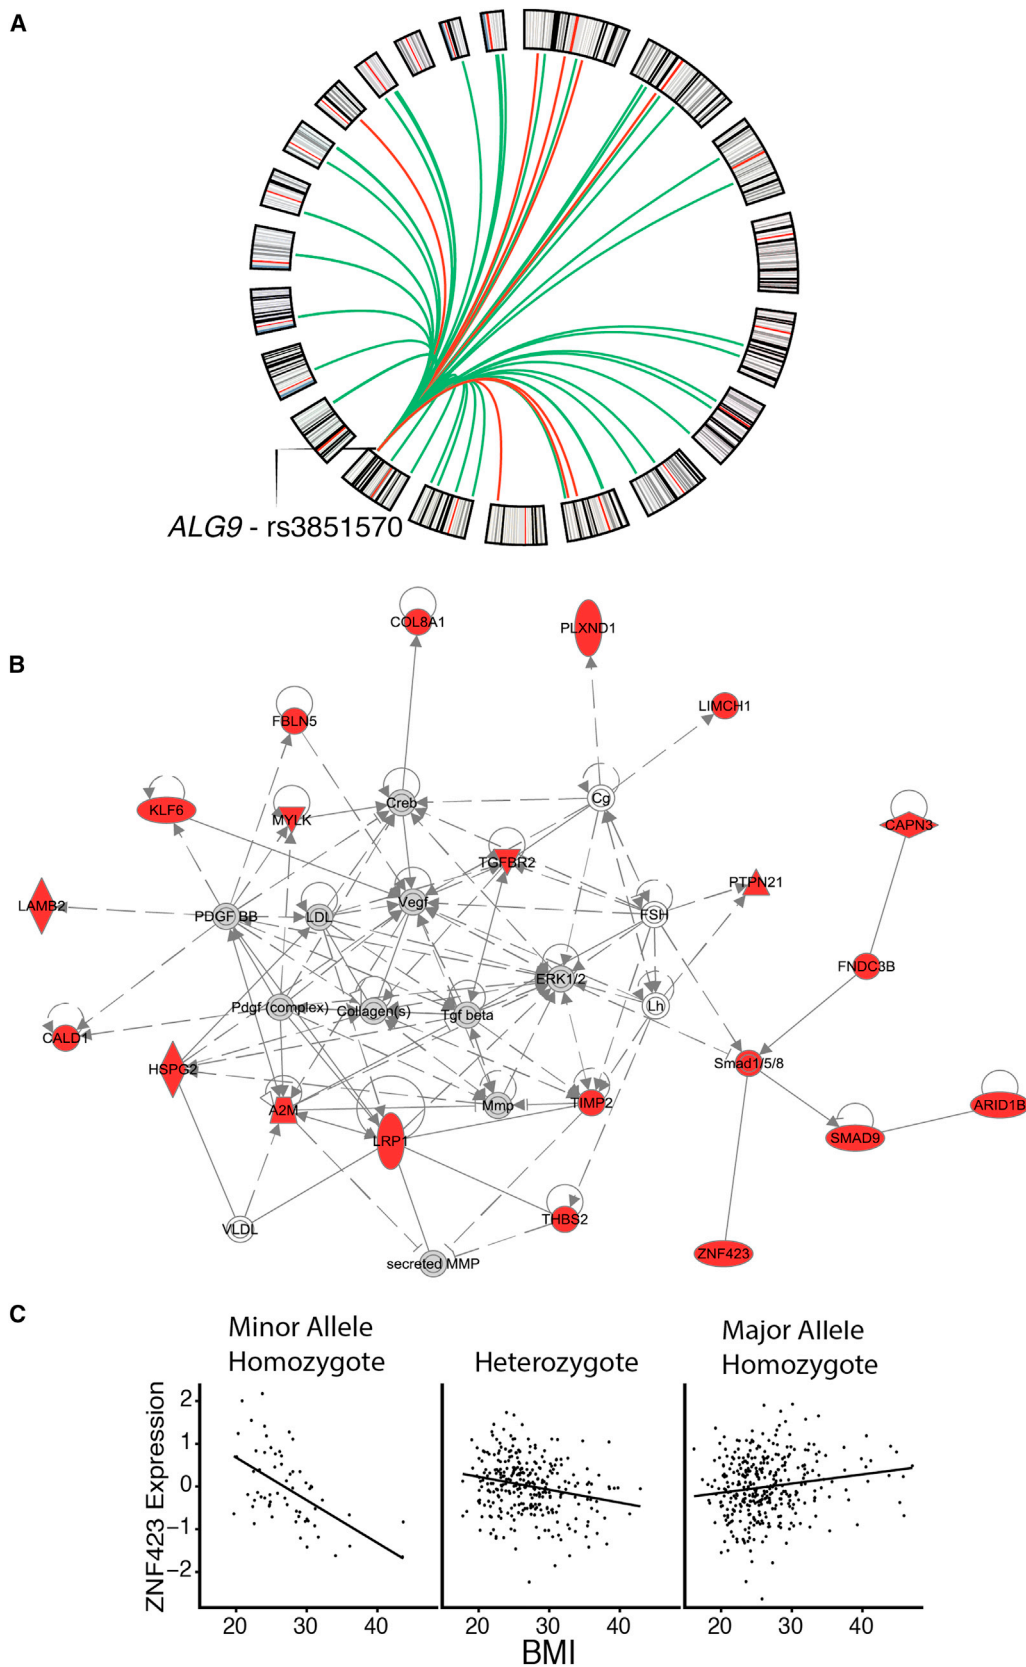 A
ALG9 - rs3851570
B
COL8A1
PLXND1
LIMCH1
FBLN5
KLF6
MYLK
Creb
Cg
CAPN3
TGFBR2
PTPN21
LAMB2
PDGF BB
LDL
Vegf
FSH
FNDC3B
ERK1/2
Pdgf (complex)
Collagen(s)
Tgf beta
Lh
CALD1
HSPG2
Smad1/5/8
A2M
Mmp
TIMP2
ARID1B
LRP1
SMAD9
VLDL
THBS2
secreted MMP
ZNF423
C
Minor Allele
Homozygote
Heterozygote
Major Allele
Homozygote
ZNF423 Expression
2
1
0
−1
−2
20 30 40 20 30 40 20 30 40
BMI